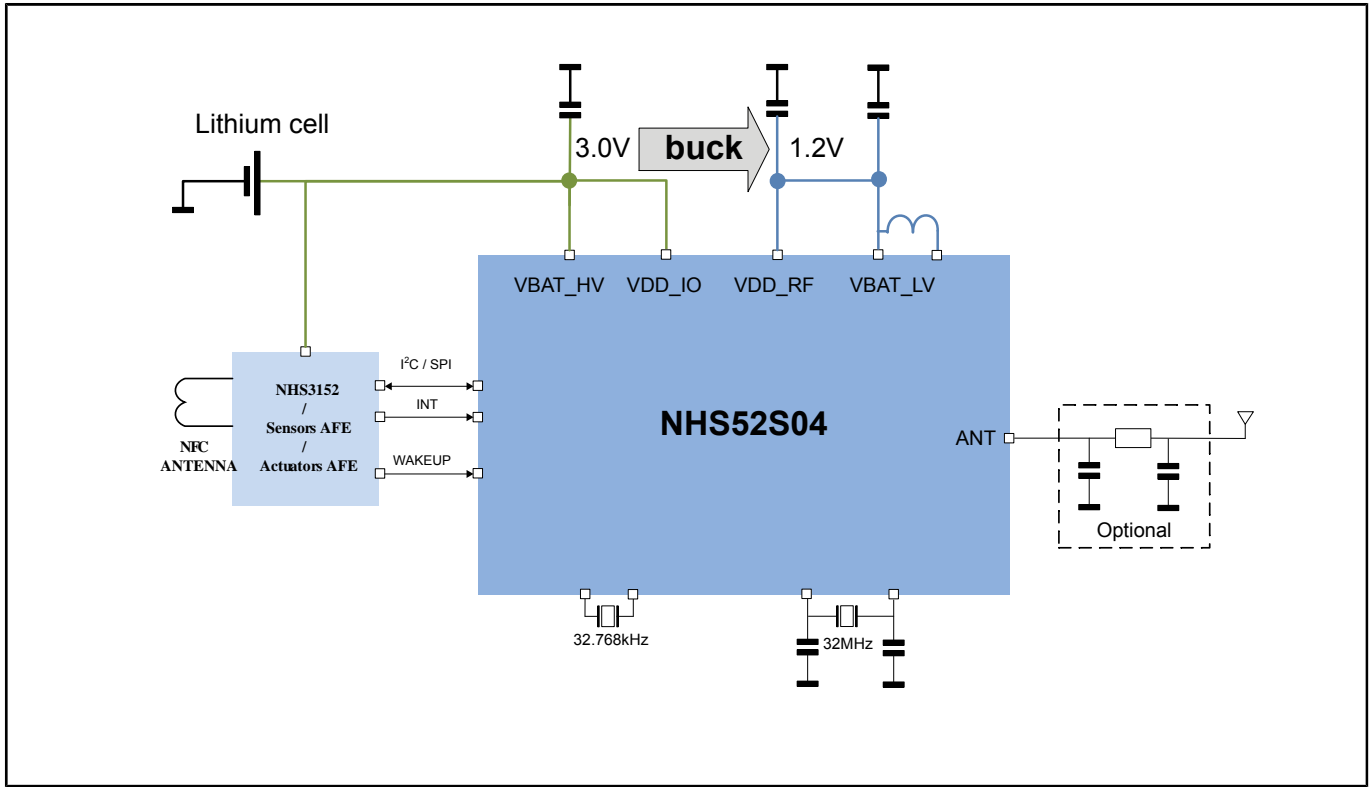 Lithium cell
3.0V
buck
1.2V
VBAT_HV
VDD_IO
VDD_RF
VBAT_LV
NHS3152
/
Sensors AFE
/
Actuators AFE
NFC
ANTENNA
I²C / SPI
INT
WAKEUP
NHS52S04
ANT
Optional
32.768kHz
32MHz